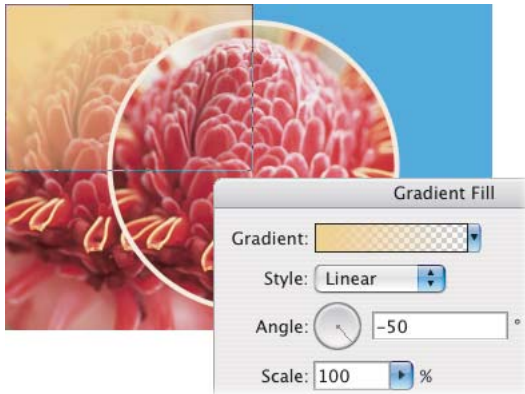 Gradient Fill
Gradient:
Style: Linear
Angle: -50 °
Scale: 100 %